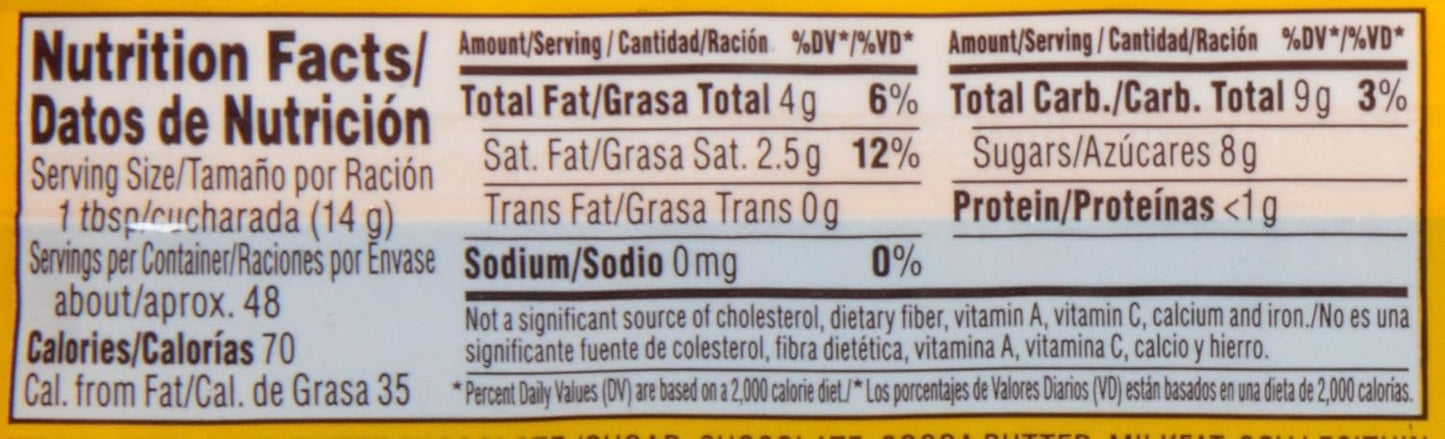 Nutrition Facts/
Datos de Nutrición
Serving Size/Tamaño por Ración
1 tbsp/cucharada (14 g)
Servings per Container/Raciones por Envase
about/aprox. 48
Calories/Calorías 70
Cal. from Fat/Cal. de Grasa 35
Amount/Serving / Cantidad/Ración %DV*/%VD*
Total Fat/Grasa Total 4g 6%
Sat. Fat/Grasa Sat. 2.5g 12%
Trans Fat/Grasa Trans 0g
Sodium/Sodio 0mg 0%
Amount/Serving / Cantidad/Ración %DV*/%VD*
Total Carb./Carb. Total 9g 3%
Sugars/Azúcares 8g
Protein/Proteínas <1g
Not a significant source of cholesterol, dietary fiber, vitamin A, vitamin C, calcium and iron./No es una
significante fuente de colesterol, fibra dietética, vitamina A, vitamina C, calcio y hierro.
*Percent Daily Values (DV) are based on a 2,000 calorie diet./* Los porcentajes de Valores Diarios (VD) están basados en una dieta de 2,000 calorías.